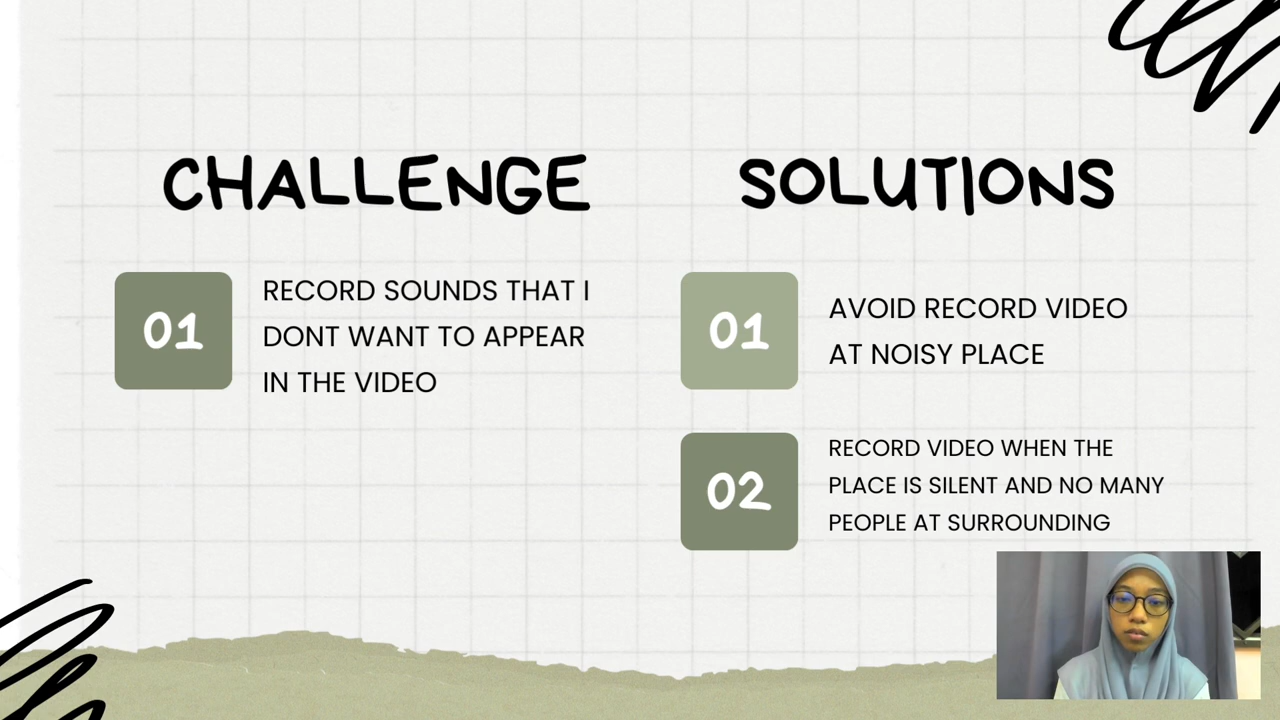 CHALLENGE
01
RECORD SOUNDS THAT I
DONT WANT TO APPEAR
IN THE VIDEO
SOLUTIONS
01
AVOID RECORD VIDEO
AT NOISY PLACE
02
RECORD VIDEO WHEN THE
PLACE IS SILENT AND NO MANY
PEOPLE AT SURROUNDING